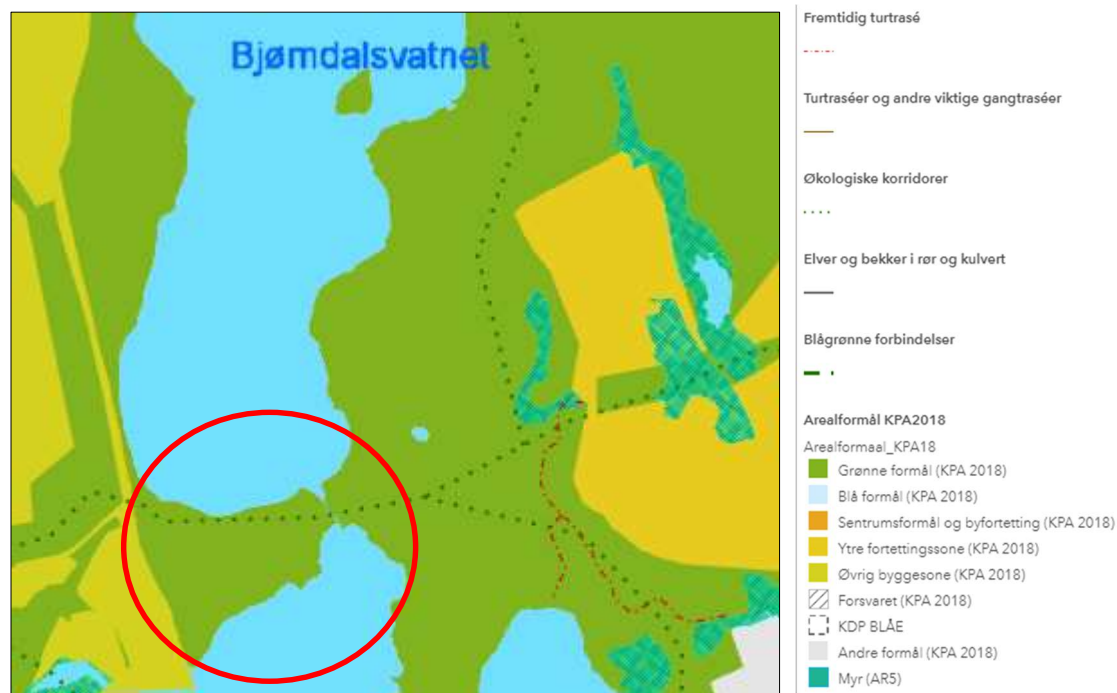 Bjørndalsvatnet
Fremtidig turtrasé
Turtraséer og andre viktige gangtraséer
Økologiske korridorer
Elver og bekker i rør og kulvert
Blågrønne forbindelser
Arealformål KPA2018
Arealformaal_KPA18
Grønne formål (KPA 2018)
Blå formål (KPA 2018)
Sentrumsformål og byfortetting (KPA 2018)
Ytre fortettingssone (KPA 2018)
Øvrig byggesone (KPA 2018)
Forsvaret (KPA 2018)
KDP BLÅE
Andre formål (KPA 2018)
Myr (AR5)